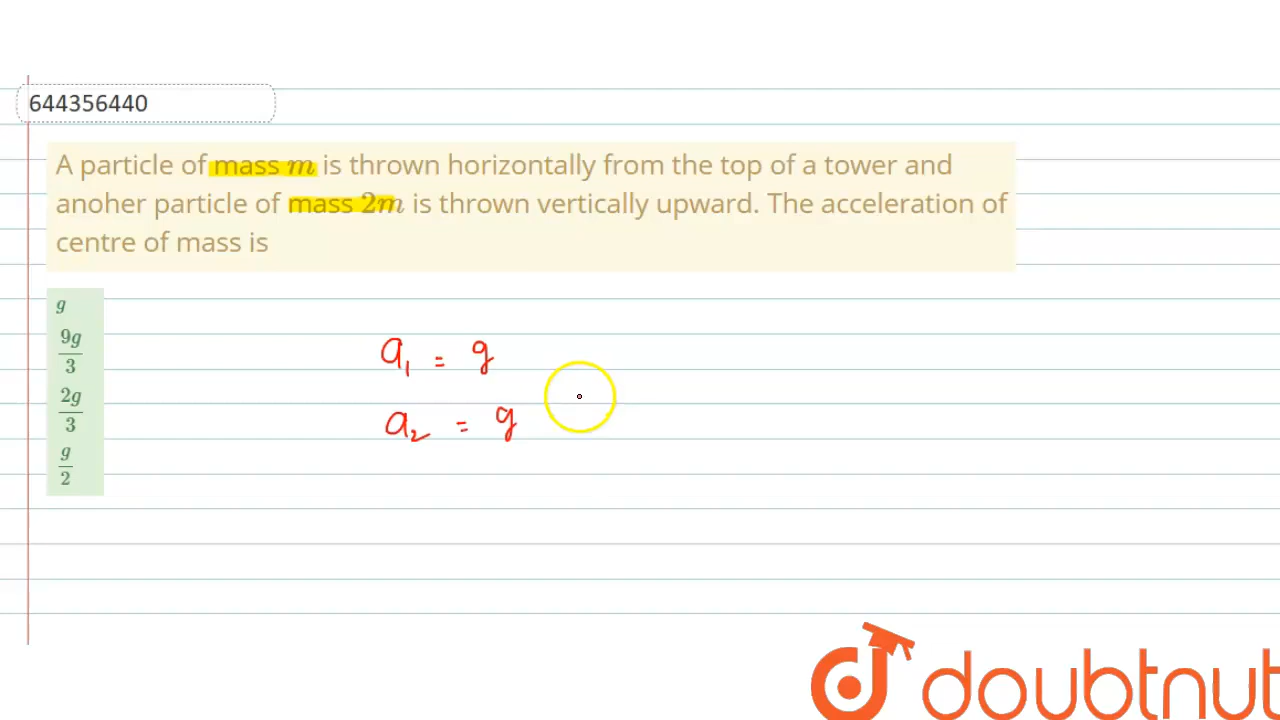 644356440
A particle of mass m is thrown horizontally from the top of a tower and
anoher particle of mass 2m is thrown vertically upward. The acceleration of
centre of mass is
g
9g/3
2g/3
g/2
a₁ = g
a₂ = g
doubtnut